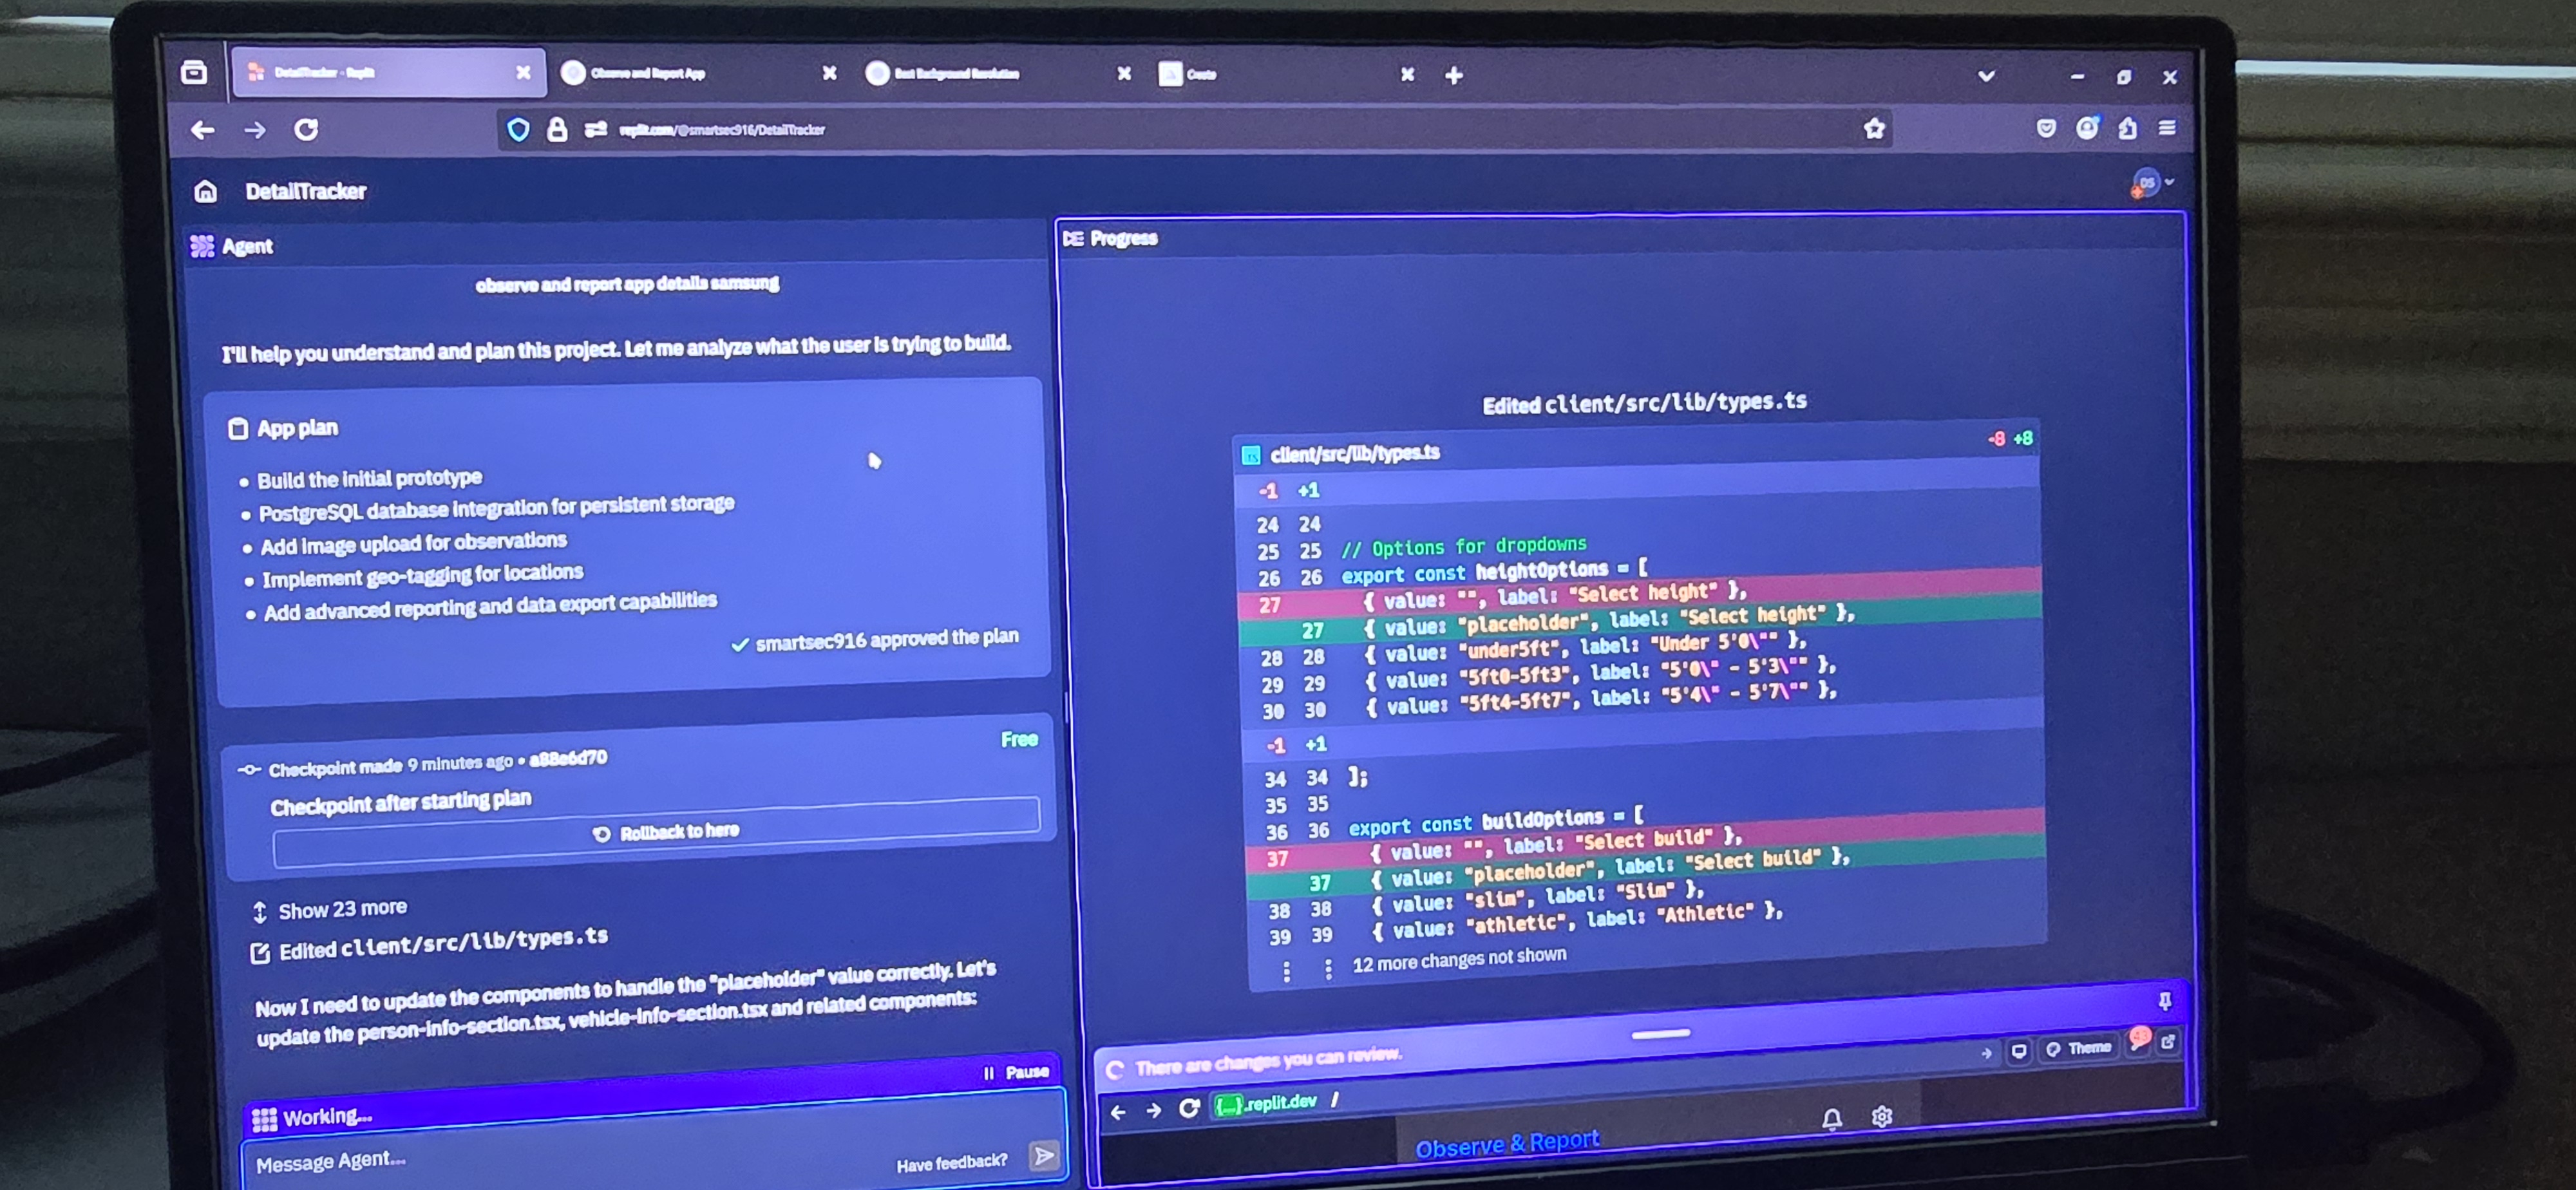 DetailTracker - Replit
Observe and Report App
Best Background Resolution
Create
replit.com/@smartsec916/DetailTracker
DetailTracker
DS
Agent
observe and report app details samsung
I'll help you understand and plan this project. Let me analyze what the user is trying to build.
App plan
• Build the initial prototype
• PostgreSQL database integration for persistent storage
• Add image upload for observations
• Implement geo-tagging for locations
• Add advanced reporting and data export capabilities
smartsec916 approved the plan
Free
Checkpoint made 9 minutes ago • a88e6d70
Checkpoint after starting plan
Rollback to here
Show 23 more
Edited client/src/lib/types.ts
Now I need to update the components to handle the "placeholder" value correctly. Let's
update the person-info-section.tsx, vehicle-info-section.tsx and related components:
Pause
Working...
Message Agent...
Have feedback?
Progress
Edited client/src/lib/types.ts
TS client/src/lib/types.ts -8 +8
-1 +1
24 24
25 25 // Options for dropdowns
26 26 export const heightOptions = [
27 { value: "", label: "Select height" },
27 { value: "placeholder", label: "Select height" },
28 28 { value: "under5ft", label: "Under 5'0\"" },
29 29 { value: "5ft0-5ft3", label: "5'0\" - 5'3\"" },
30 30 { value: "5ft4-5ft7", label: "5'4\" - 5'7\"" },
-1 +1
34 34 ];
35 35
36 36 export const buildOptions = [
37 { value: "", label: "Select build" },
37 { value: "placeholder", label: "Select build" },
38 38 { value: "slim", label: "Slim" },
39 39 { value: "athletic", label: "Athletic" },
12 more changes not shown
There are changes you can review.
Theme
{...}.replit.dev /
Observe & Report